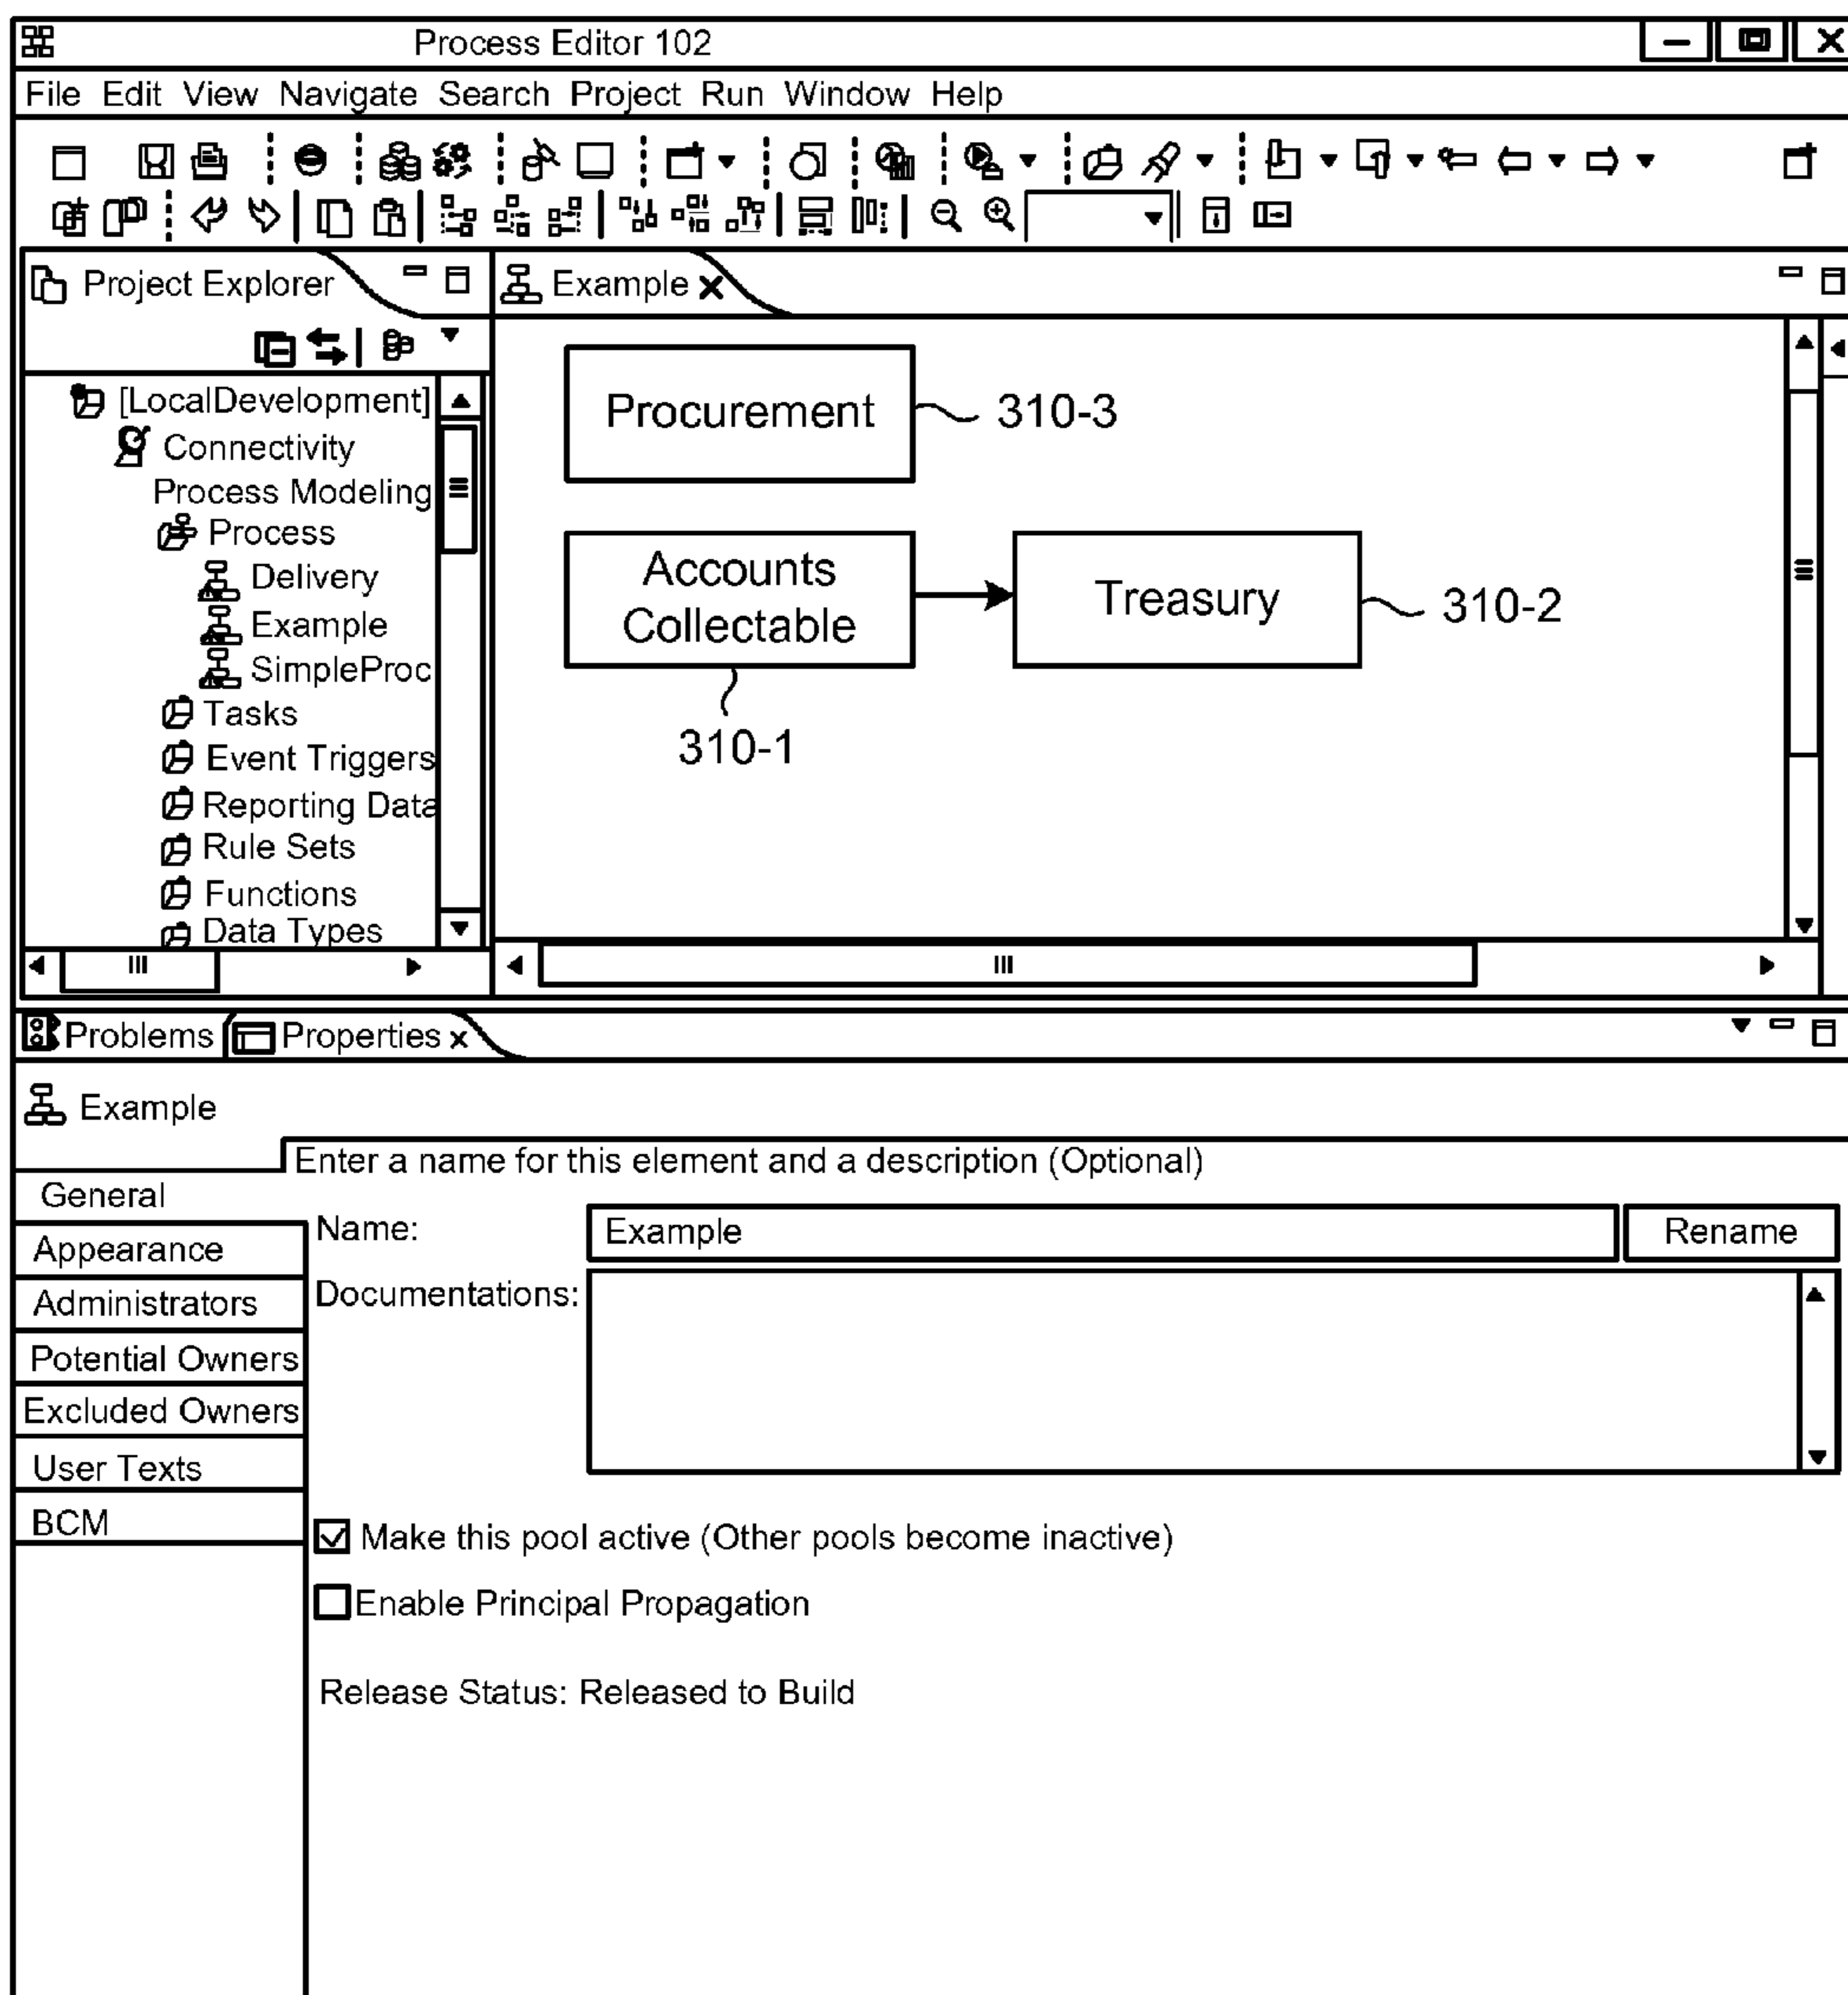 Process Editor 102
File Edit View Navigate Search Project Run Window Help
Project Explorer
Example
[LocalDevelopment]
Connectivity
Process Modeling
Process
Delivery
Example
SimpleProc
Tasks
Event Triggers
Reporting Data
Rule Sets
Functions
Data Types
Procurement
310-3
Accounts
Collectable
Treasury
310-2
310-1
Problems
Properties
Example
Enter a name for this element and a description (Optional)
General
Appearance
Administrators
Potential Owners
Excluded Owners
User Texts
BCM
Name:
Example
Rename
Documentations:
Make this pool active (Other pools become inactive)
Enable Principal Propagation
Release Status: Released to Build